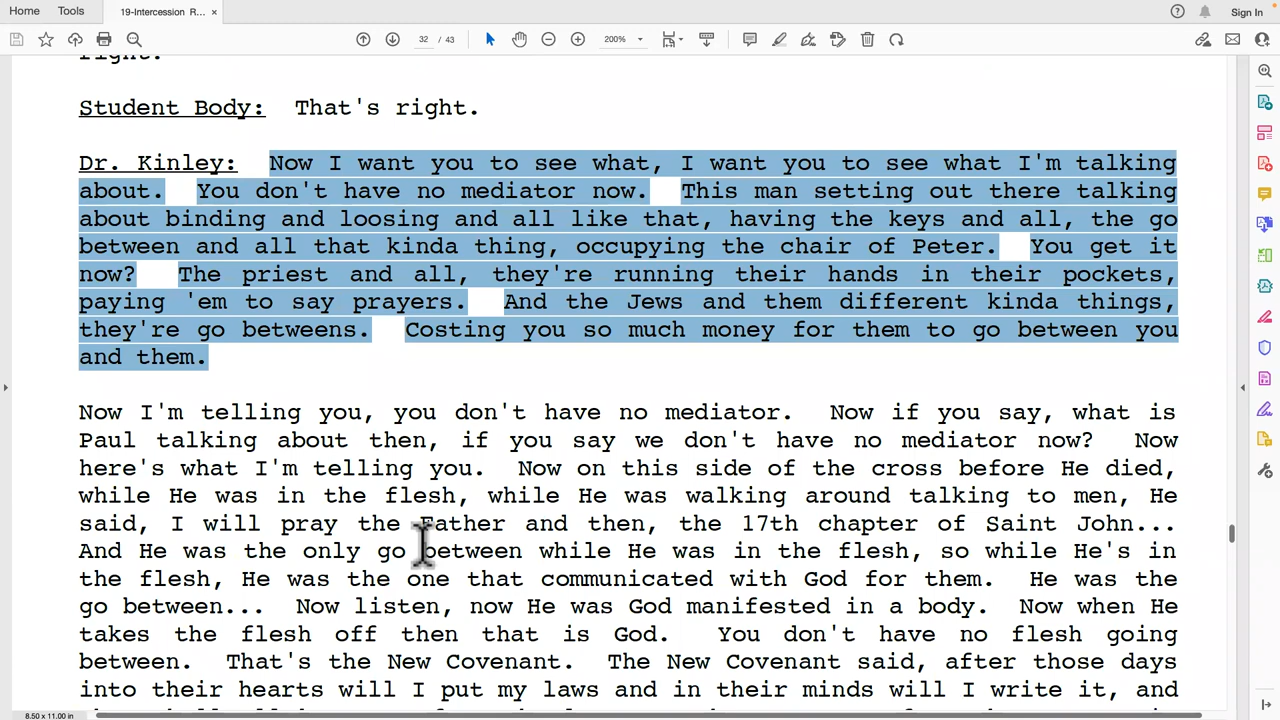 Home Tools 19-Intercession R... × Sign In
32 / 43 200%
right.
Student Body: That's right.
Dr. Kinley: Now I want you to see what, I want you to see what I'm talking
about. You don't have no mediator now. This man setting out there talking
about binding and loosing and all like that, having the keys and all, the go
between and all that kinda thing, occupying the chair of Peter. You get it
now? The priest and all, they're running their hands in their pockets,
paying 'em to say prayers. And the Jews and them different kinda things,
they're go betweens. Costing you so much money for them to go between you
and them.
Now I'm telling you, you don't have no mediator. Now if you say, what is
Paul talking about then, if you say we don't have no mediator now? Now
here's what I'm telling you. Now on this side of the cross before He died,
while He was in the flesh, while He was walking around talking to men, He
said, I will pray the Father and then, the 17th chapter of Saint John...
And He was the only go between while He was in the flesh, so while He's in
the flesh, He was the one that communicated with God for them. He was the
go between... Now listen, now He was God manifested in a body. Now when He
takes the flesh off then that is God. You don't have no flesh going
between. That's the New Covenant. The New Covenant said, after those days
into their hearts will I put my laws and in their minds will I write it, and
8.50 x 11.00 in